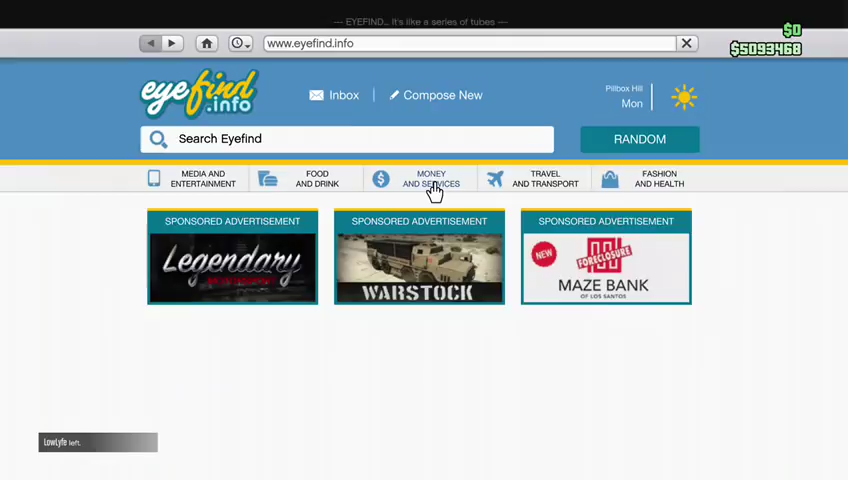 --- EYEFIND... It's like a series of tubes ---
$0
$5093468
www.eyefind.info
eyefind
.info
Inbox
Compose New
Pillbox Hill
Mon
Search Eyefind
RANDOM
MEDIA AND
ENTERTAINMENT
FOOD
AND DRINK
MONEY
AND SERVICES
TRAVEL
AND TRANSPORT
FASHION
AND HEALTH
SPONSORED ADVERTISEMENT
Legendary
SPONSORED ADVERTISEMENT
WARSTOCK
SPONSORED ADVERTISEMENT
NEW
FORECLOSURE
MAZE BANK
OF LOS SANTOS
LowLyfe left.